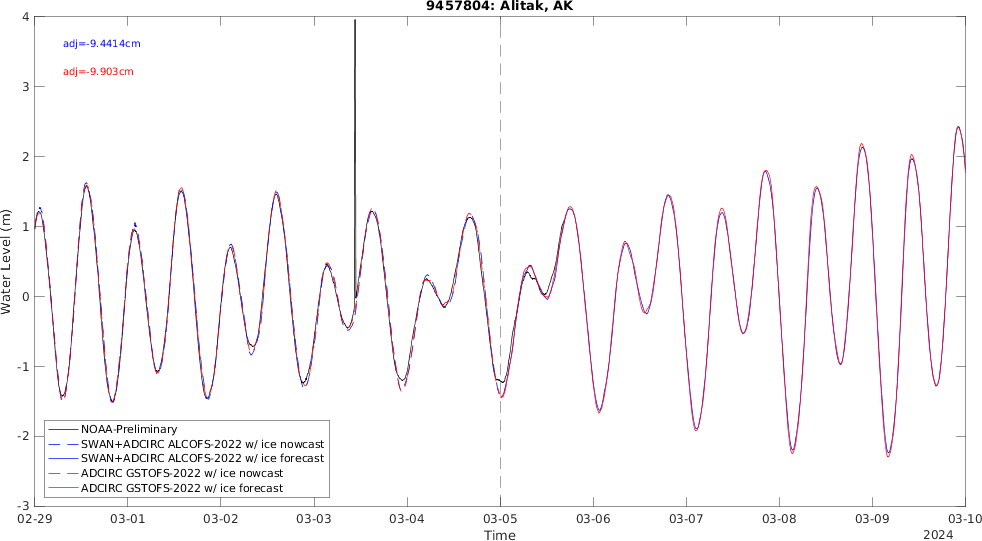 9457804: Alitak, AK
adj=-9.4414cm
adj=-9.903cm
Water Level (m)
4
3
2
1
0
-1
-2
-3
NOAA-Preliminary
SWAN+ADCIRC ALCOFS-2022 w/ ice nowcast
SWAN+ADCIRC ALCOFS-2022 w/ ice forecast
ADCIRC GSTOFS-2022 w/ ice nowcast
ADCIRC GSTOFS-2022 w/ ice forecast
02-29 03-01 03-02 03-03 03-04 03-05 03-06 03-07 03-08 03-09 03-10
Time
2024